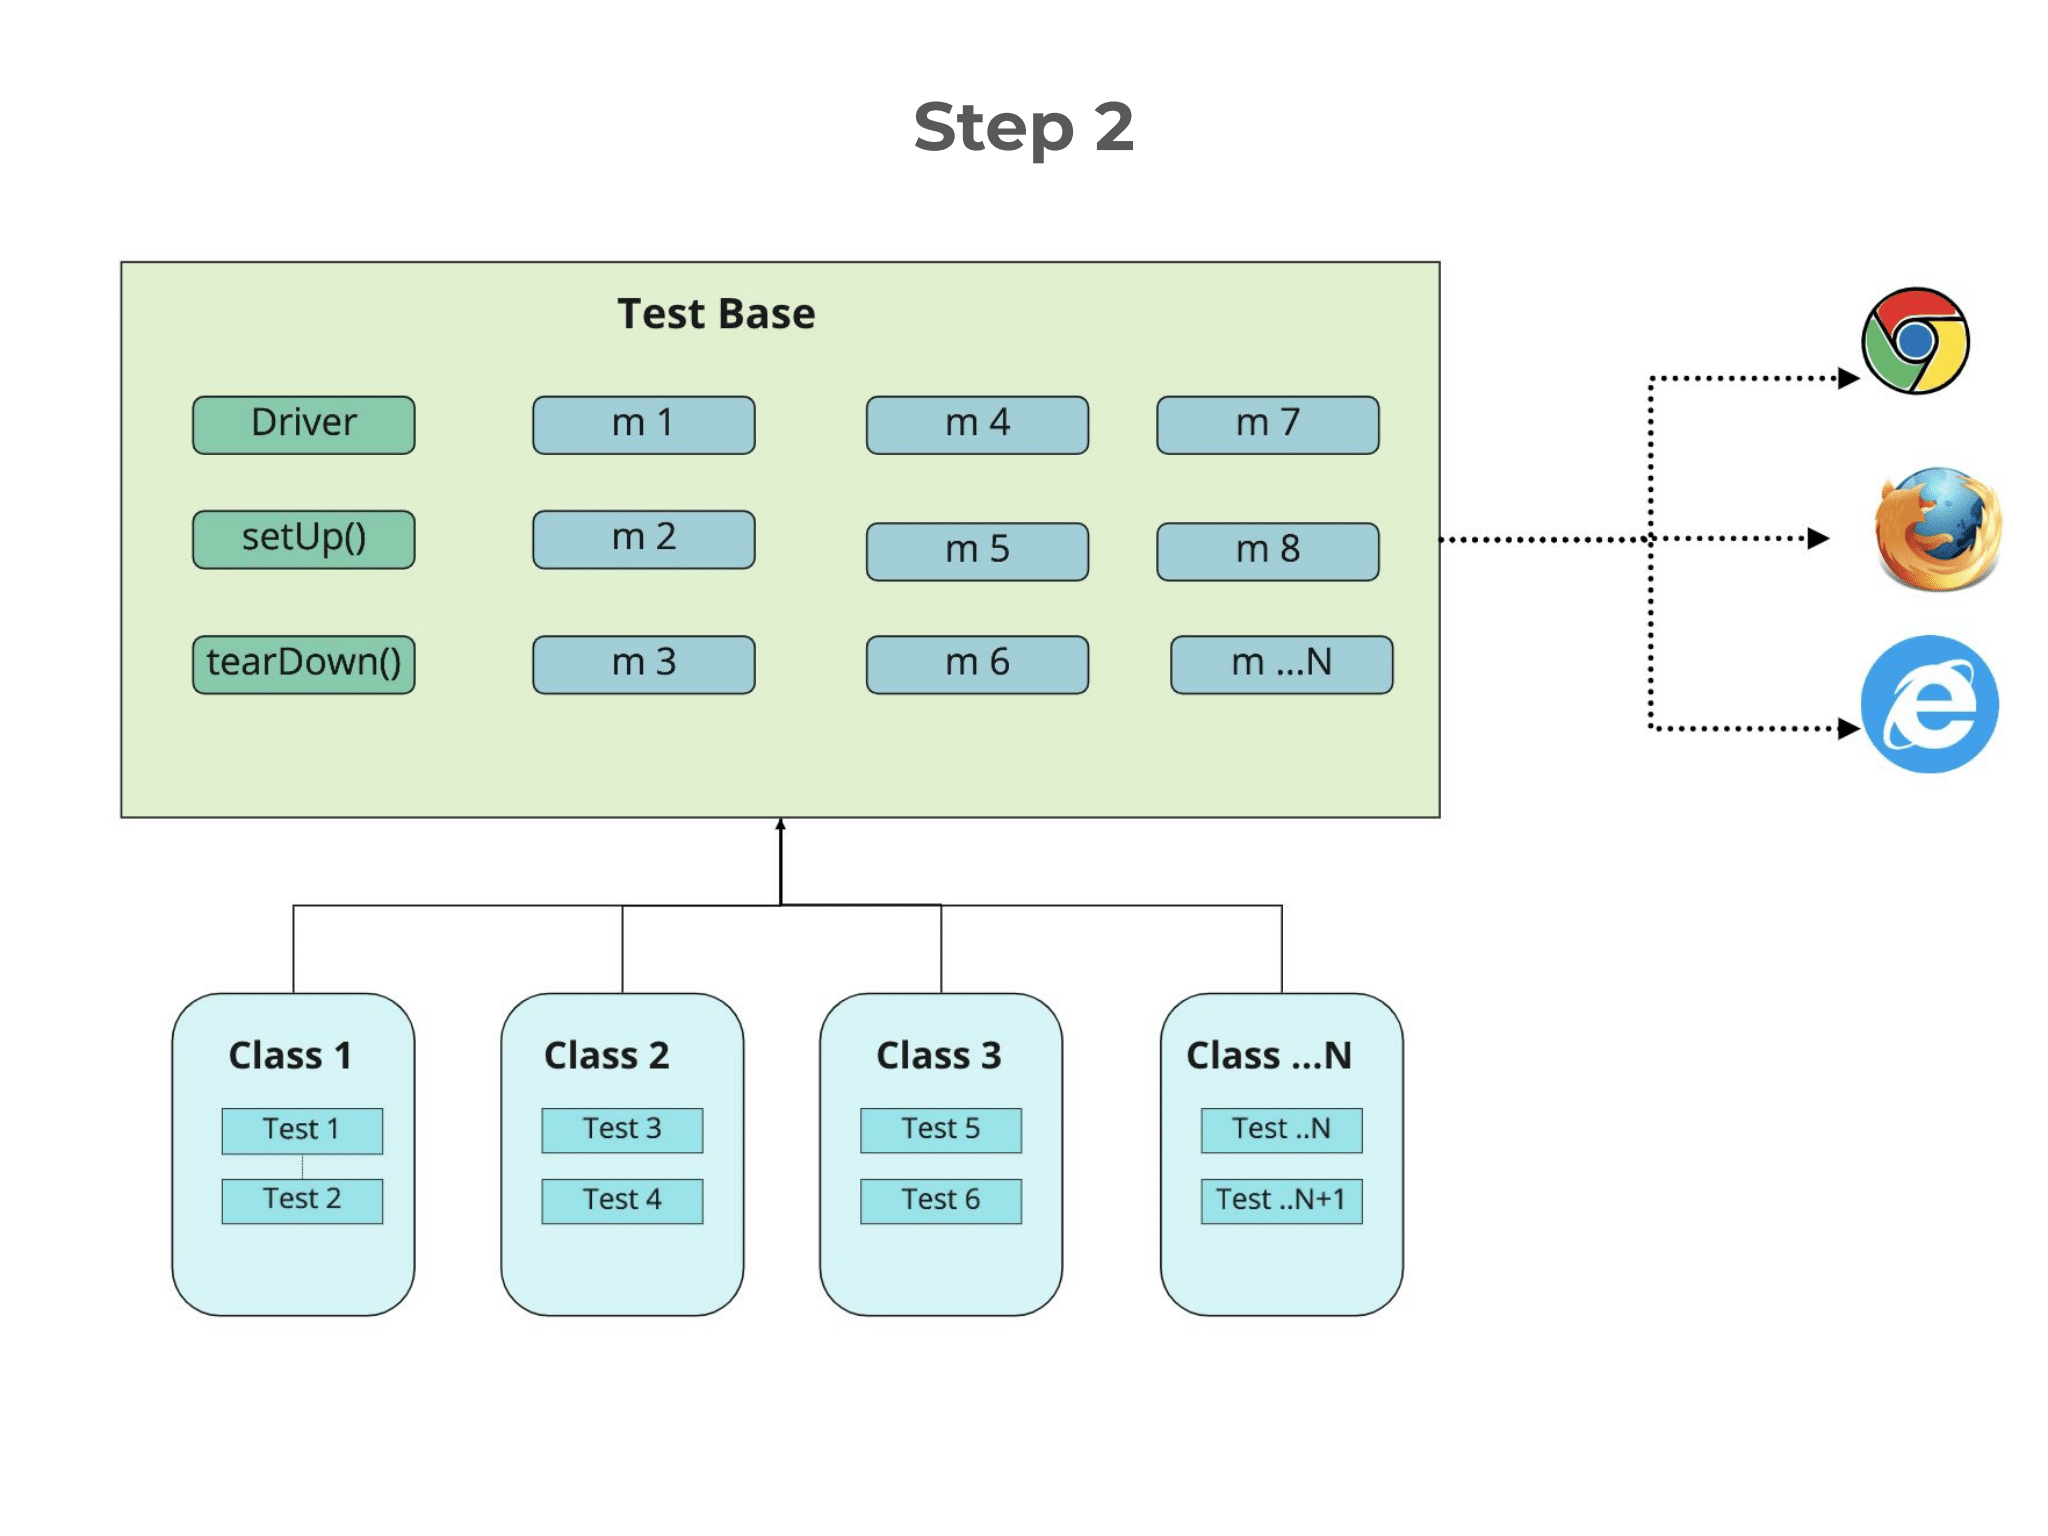 Step 2
Test Base
Driver
m 1
m 4
m 7
setUp()
m 2
m 5
m 8
tearDown()
m 3
m 6
m ...N
Class 1
Class 2
Class 3
Class ...N
Test 1
Test 3
Test 5
Test ..N
Test 2
Test 4
Test 6
Test ..N+1